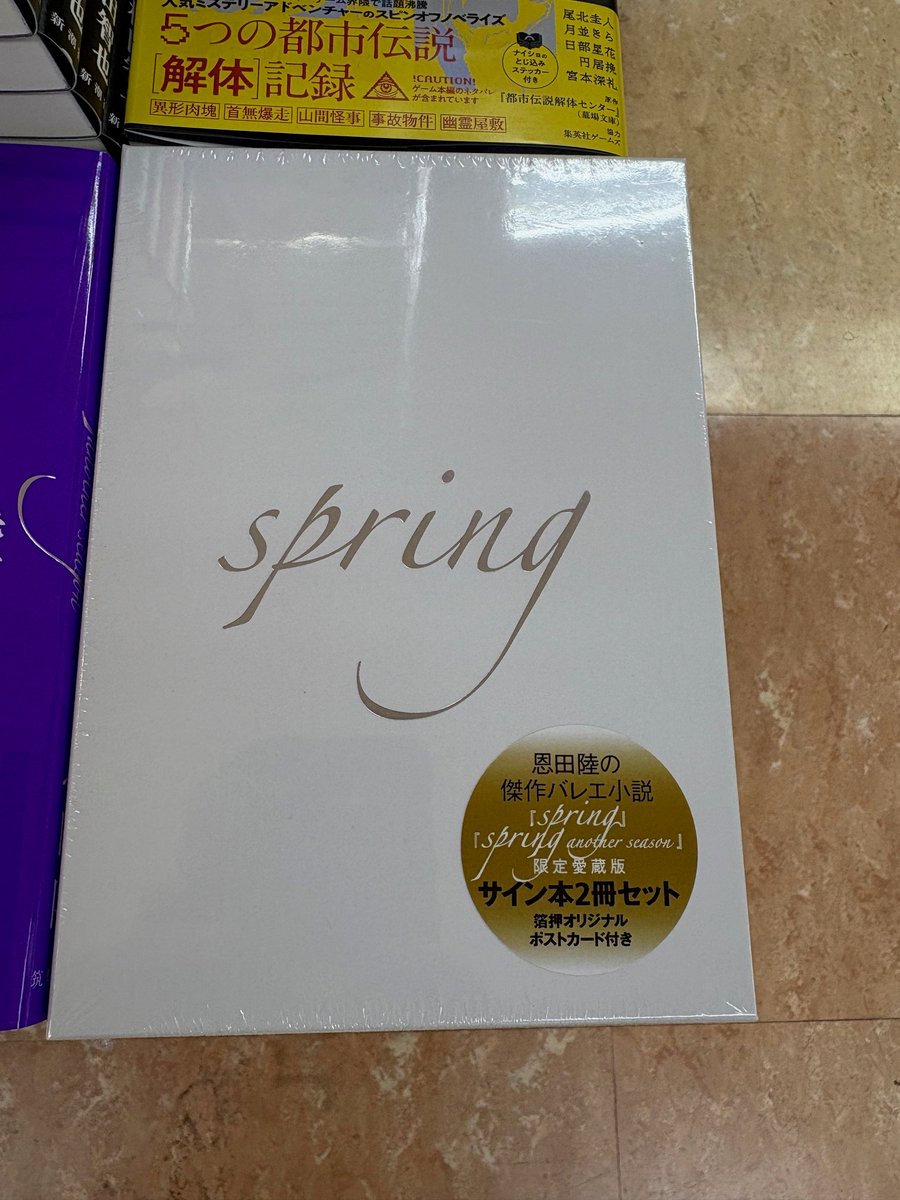 人気ミステリーアドベンチャーのスピンオフノベライズ
5つの都市伝説
[解体]記録
!CAUTION!
ゲーム本編のネタバレ
が含まれています
異形肉塊 首無爆走 山間怪事 事故物件 幽霊屋敷
ナイショの
とじ込み
ステッカー
付き
尾北圭人
月並きら
日部星花
円居挽
宮本深礼
原作
『都市伝説解体センター』
(墓場文庫)
協力
集英社ゲームズ
新
新
新
筑
spring
恩田陸の
傑作バレエ小説
『spring』
『spring another season』
限定愛蔵版
サイン本2冊セット
箔押オリジナル
ポストカード付き